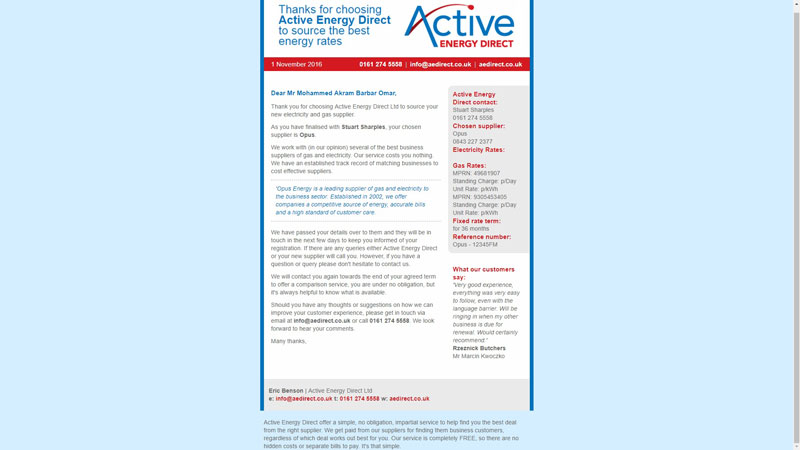 Thanks for choosing
Active Energy Direct
to source the best
energy rates
Active
ENERGY DIRECT
1 November 2016
0161 274 5558 | info@aedirect.co.uk | aedirect.co.uk
Dear Mr Mohammed Akram Barbar Omar,
Thank you for choosing Active Energy Direct Ltd to source your
new electricity and gas supplier.
As you have finalised with Stuart Sharples, your chosen
supplier is Opus.
We work with (in our opinion) several of the best business
suppliers of gas and electricity. Our service costs you nothing.
We have an established track record of matching businesses to
cost effective suppliers.
'Opus Energy is a leading supplier of gas and electricity to
the business sector. Established in 2002, we offer
companies a competitive source of energy, accurate bills
and a high standard of customer care.
We have passed your details over to them and they will be in
touch in the next few days to keep you informed of your
registration. If there are any queries either Active Energy Direct
or your new supplier will call you. However, if you have a
question or query please don't hesitate to contact us.
We will contact you again towards the end of your agreed term
to offer a comparison service, you are under no obligation, but
it's always helpful to know what is available.
Should you have any thoughts or suggestions on how we can
improve your customer experience, please get in touch via
email at info@aedirect.co.uk or call 0161 274 5558. We look
forward to hear your comments.
Many thanks,
Active Energy
Direct contact:
Stuart Sharples
0161 274 5558
Chosen supplier:
Opus
0843 227 2377
Electricity Rates:
Gas Rates:
MPRN: 49681907
Standing Charge: p/Day
Unit Rate: p/kWh
MPRN: 9305453405
Standing Charge: p/Day
Unit Rate: p/kWh
Fixed rate term:
for 36 months
Reference number:
Opus - 12345FM
What our customers
say:
'Very good experience,
everything was very easy
to follow, even with the
language barrier. Will be
ringing in when my other
business is due for
renewal. Would certainly
recommend.'
Rzeznick Butchers
Mr Marcin Kwoczko
Eric Benson | Active Energy Direct Ltd
e: info@aedirect.co.uk t: 0161 274 5558 w: aedirect.co.uk
Active Energy Direct offer a simple, no obligation, impartial service to help find you the best deal
from the right supplier. We get paid from our suppliers for finding them business customers,
regardless of which deal works out best for you. Our service is completely FREE, so there are no
hidden costs or separate bills to pay. It's that simple.